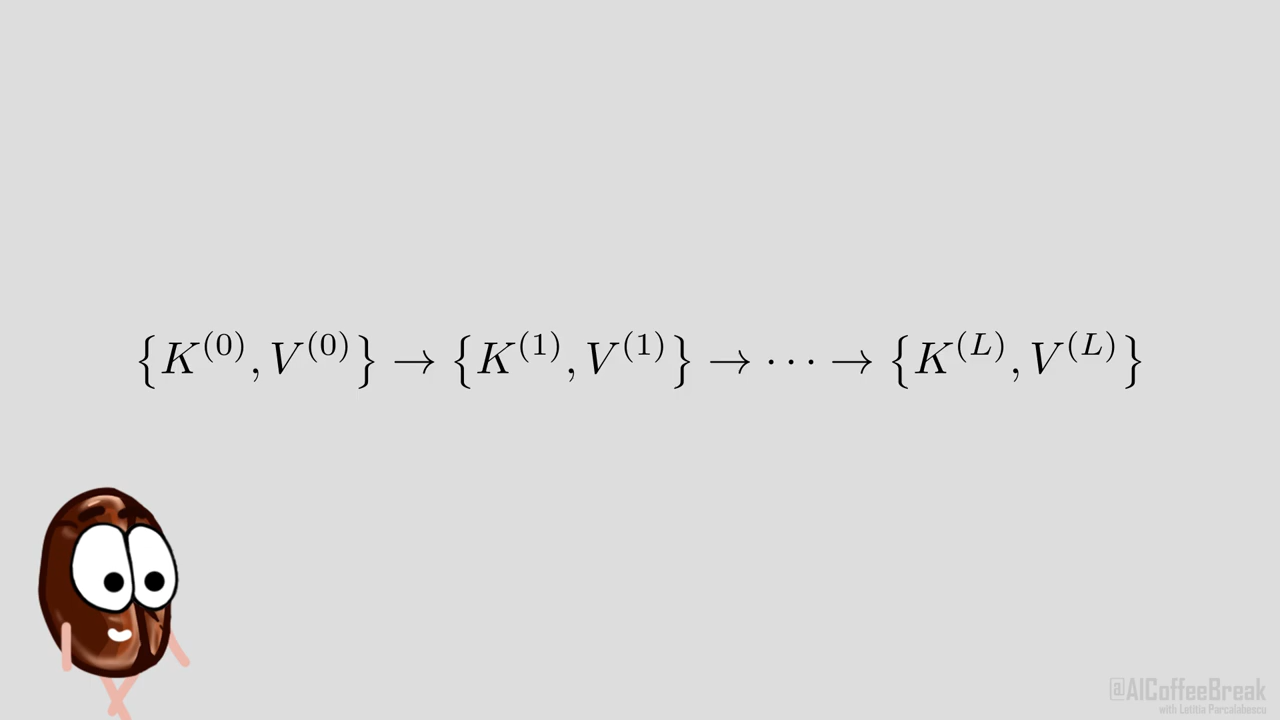 {K^(0), V^(0)} → {K^(1), V^(1)} → ⋯ → {K^(L), V^(L)}
@AICoffeeBreak
with Letitia Parcalabescu